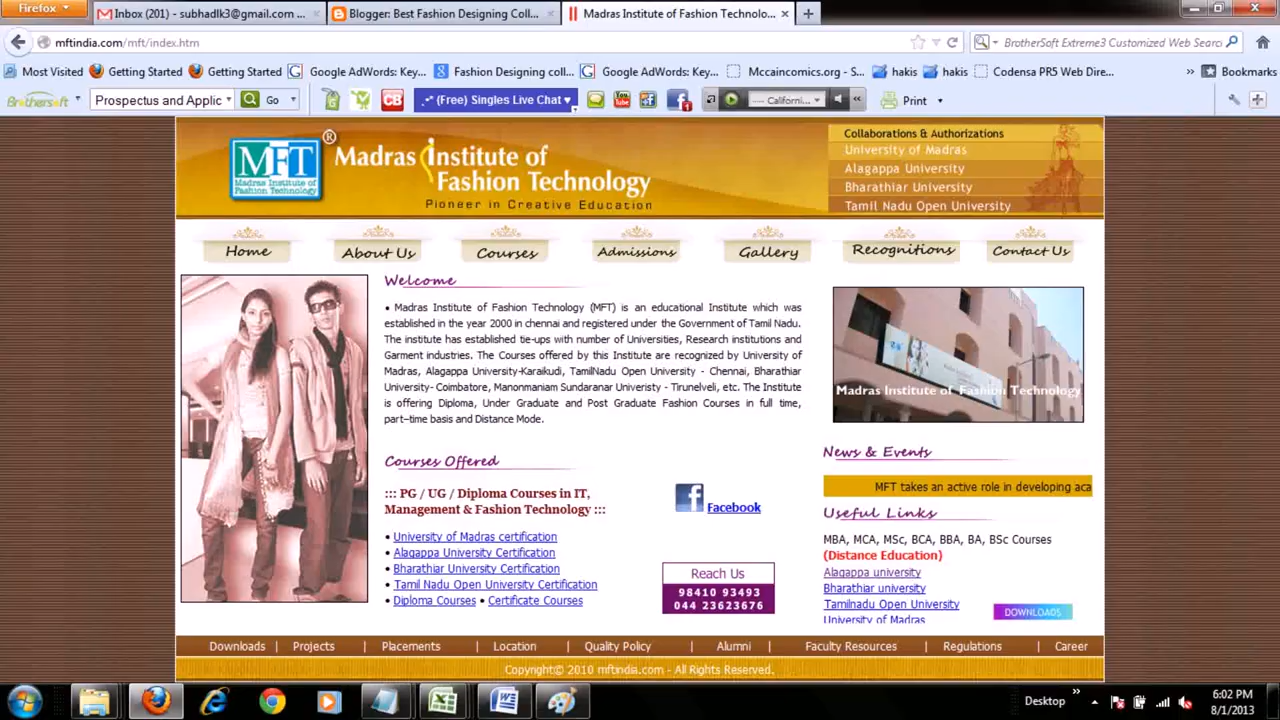 Firefox
Inbox (201) - subhadlk3@gmail.com ...
Blogger: Best Fashion Designing Coll...
Madras Institute of Fashion Technolo...
mftindia.com/mft/index.htm
BrotherSoft Extreme3 Customized Web Searc
Most Visited
Getting Started
Getting Started
Google AdWords: Key...
Fashion Designing coll...
Google AdWords: Key...
Mccaincomics.org - S...
hakis
hakis
Codensa PR5 Web Dire...
Bookmarks
Brothersoft
Prospectus and Applic
Go
CB
(Free) Singles Live Chat
You Tube
1
.... Californi...
Print
MFT
Madras Institute of
Fashion Technology
®
Madras Institute of
Fashion Technology
Pioneer in Creative Education
Collaborations & Authorizations
University of Madras
Alagappa University
Bharathiar University
Tamil Nadu Open University
Home
About Us
Courses
Admissions
Gallery
Recognitions
Contact Us
Welcome
• Madras Institute of Fashion Technology (MFT) is an educational Institute which was
established in the year 2000 in chennai and registered under the Government of Tamil Nadu.
The institute has established tie-ups with number of Universities, Research institutions and
Garment industries. The Courses offered by this Institute are recognized by University of
Madras, Alagappa University-Karaikudi, TamilNadu Open University - Chennai, Bharathiar
University- Coimbatore, Manonmaniam Sundaranar Univeristy - Tirunelveli, etc. The Institute
is offering Diploma, Under Graduate and Post Graduate Fashion Courses in full time,
part–time basis and Distance Mode.
Madras Institute of Fashion Technology
Courses Offered
::: PG / UG / Diploma Courses in IT,
Management & Fashion Technology :::
• University of Madras certification
• Alagappa University Certification
• Bharathiar University Certification
• Tamil Nadu Open University Certification
• Diploma Courses • Certificate Courses
Facebook
Reach Us
98410 93493
044 23623676
News & Events
MFT takes an active role in developing aca
Useful Links
MBA, MCA, MSc, BCA, BBA, BA, BSc Courses
(Distance Education)
Alagappa university
Bharathiar university
Tamilnadu Open University
University of Madras
DOWNLOADS
Downloads | Projects | Placements | Location | Quality Policy | Alumni | Faculty Resources | Regulations | Career
Copyright© 2010 mftindia.com - All Rights Reserved.
Desktop
6:02 PM
8/1/2013